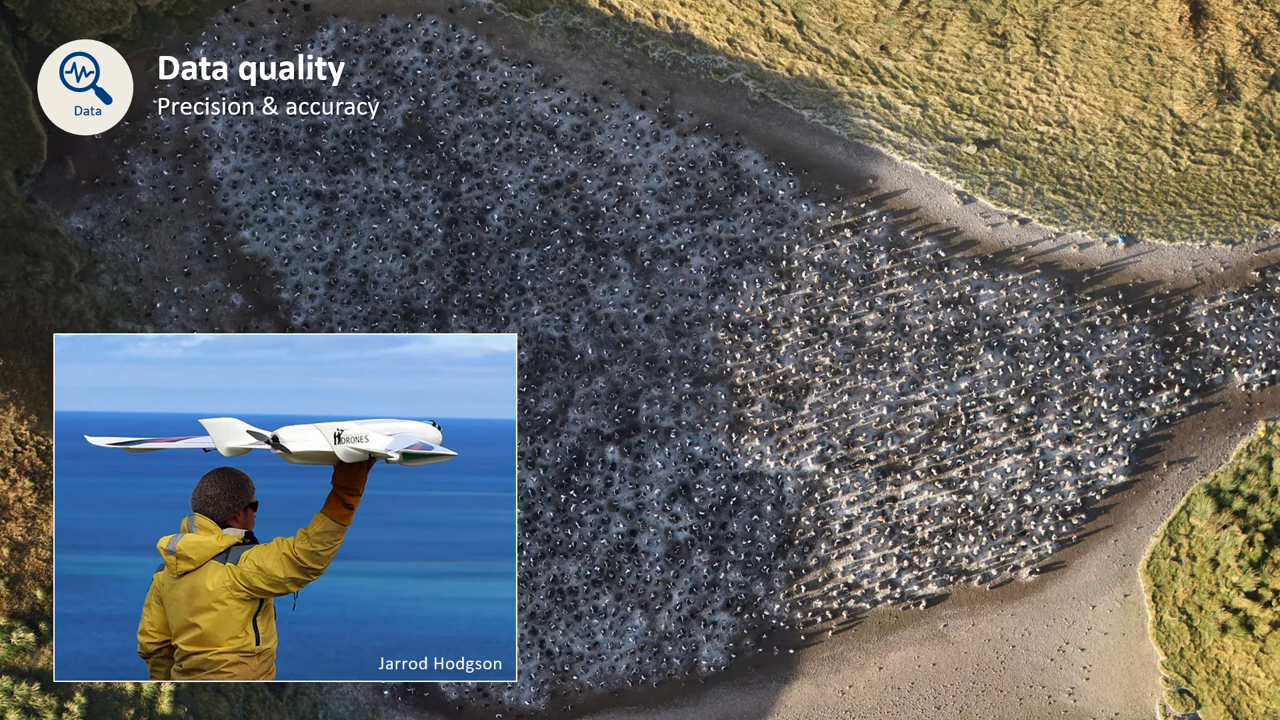 Data quality
Precision & accuracy
Data
DRONES
Jarrod Hodgson